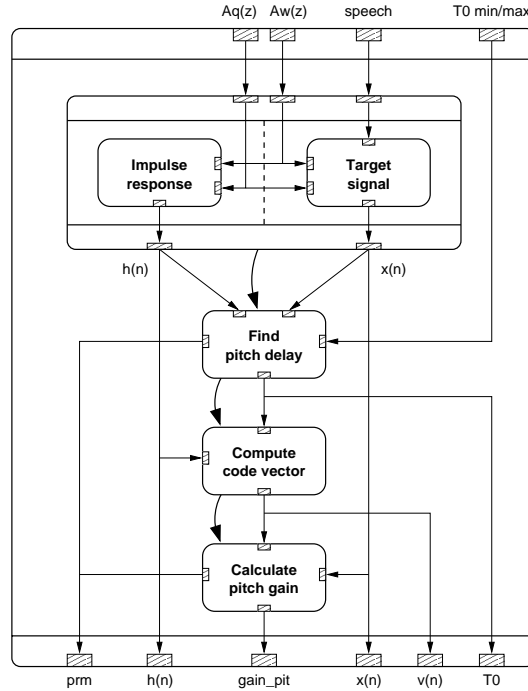 Aq(z) Aw(z) speech T0 min/max
Impulse
response
Target
signal
h(n) x(n)
Find
pitch delay
Compute
code vector
Calculate
pitch gain
prm h(n) gain_pit x(n) v(n) T0